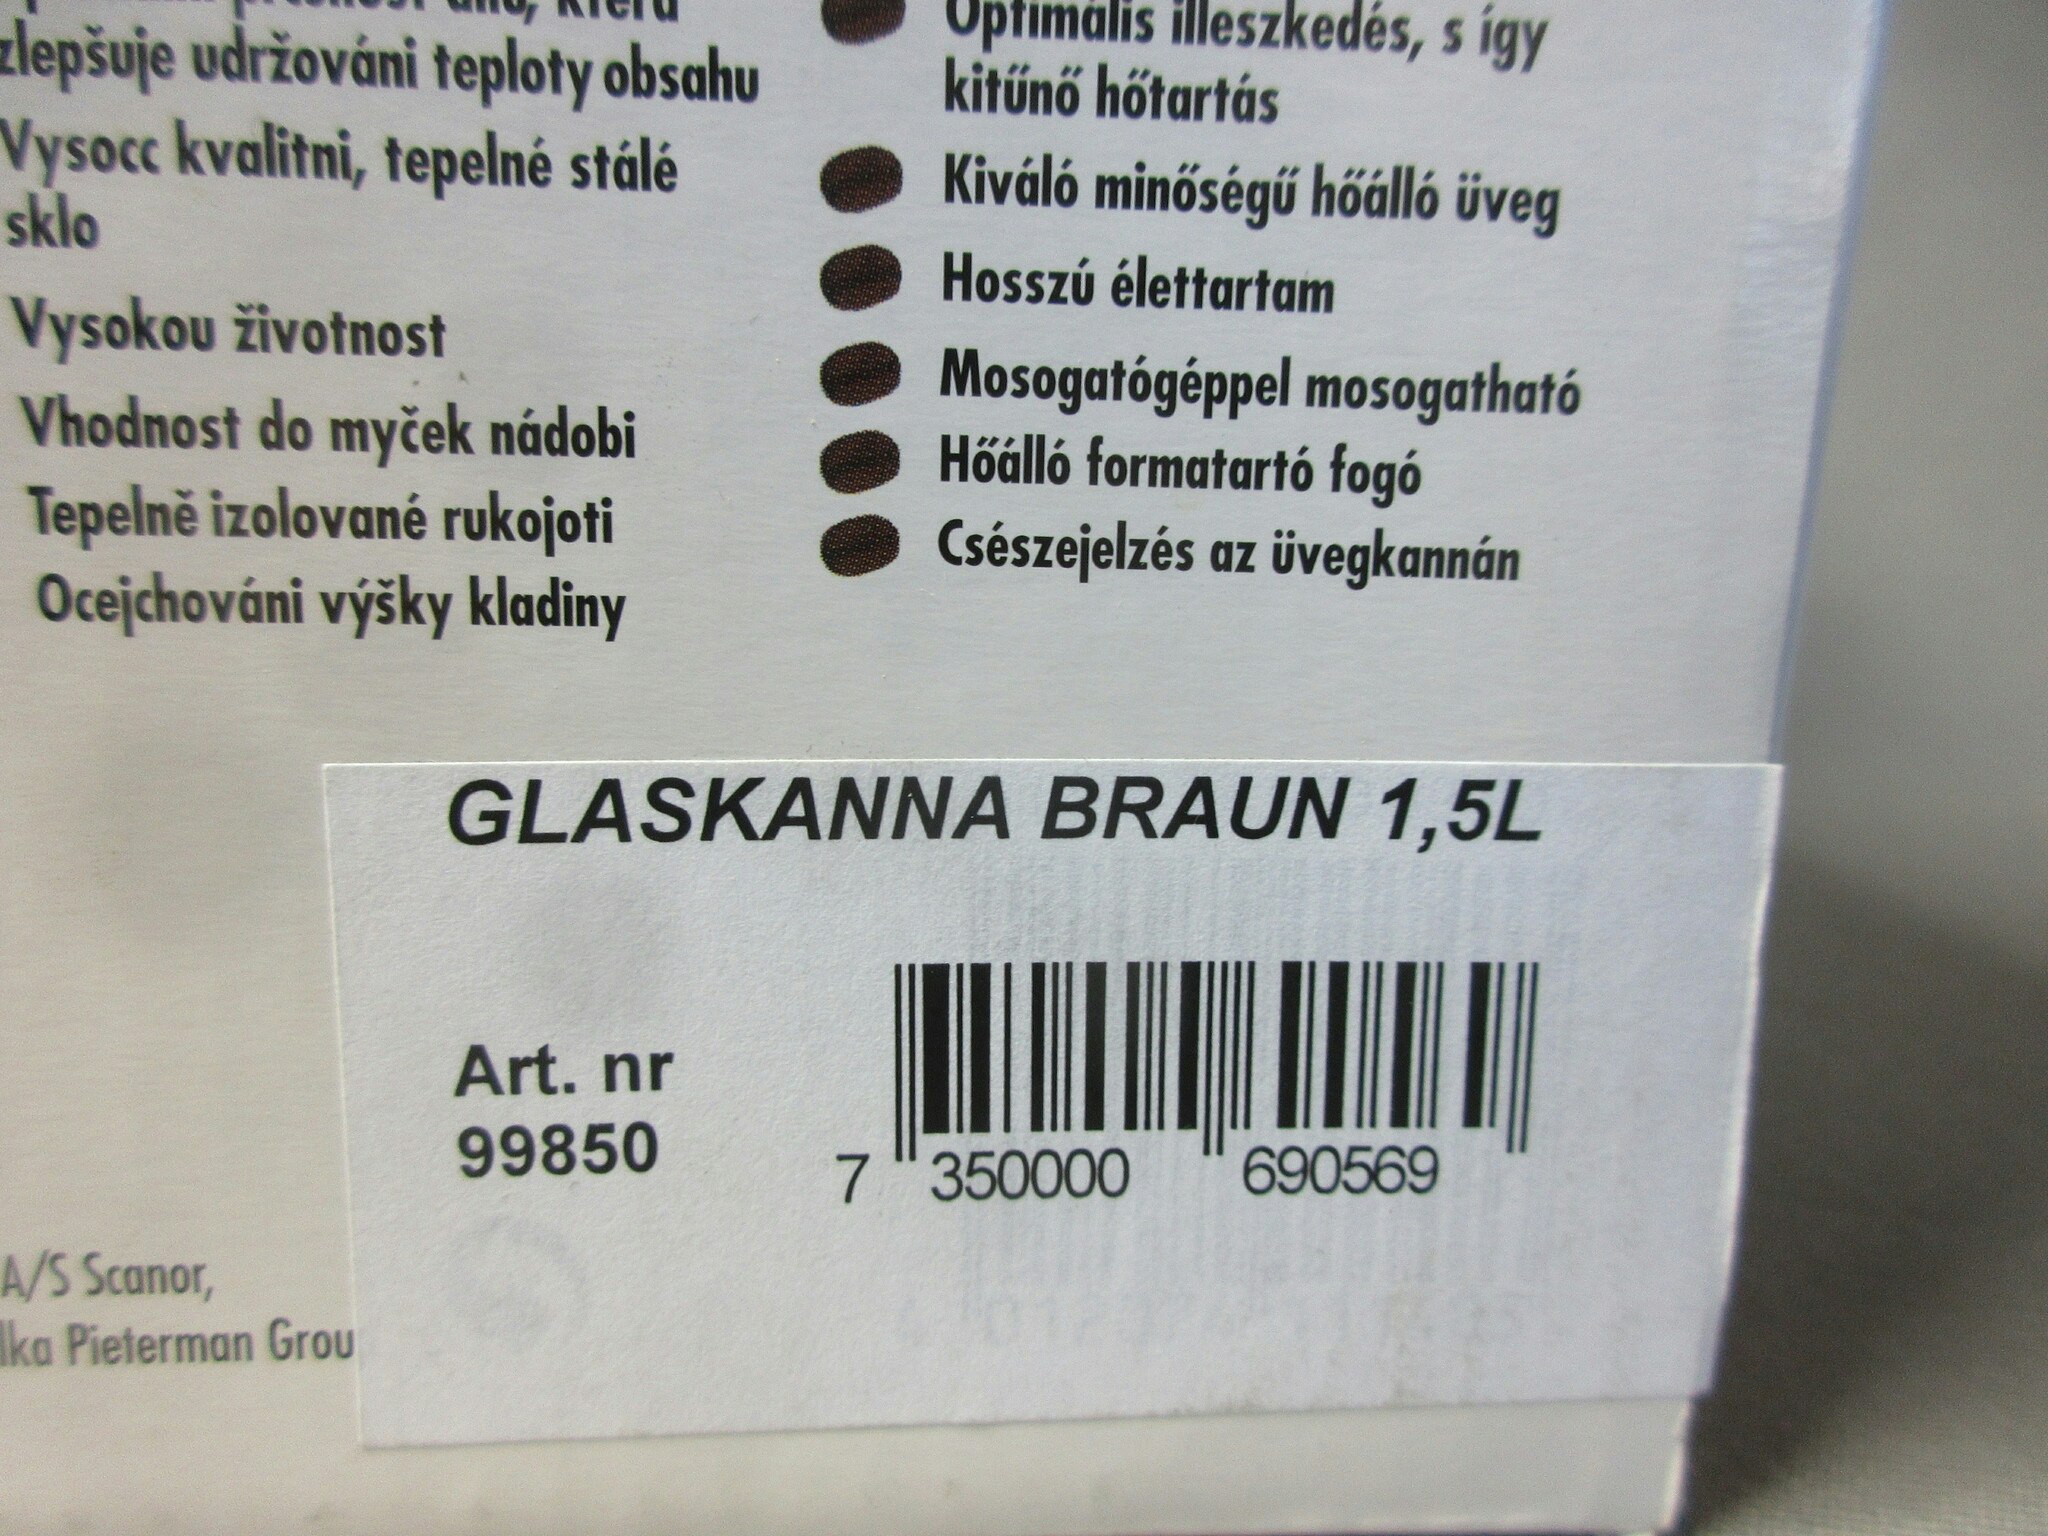 zlepšuje udržováni teploty obsahu
Vysocc kvalitni, tepelné stálé
sklo
Vysokou životnost
Vhodnost do myček nádobi
Tepelně izolované rukojoti
Ocejchováni výšky kladiny
Optimális illeszkedés, s így
kitűnő hőtartás
Kiváló minőségű hőálló üveg
Hosszú élettartam
Mosogatógéppel mosogatható
Hőálló formatartó fogó
Csészejelzés az üvegkannán
GLASKANNA BRAUN 1,5L
Art. nr
99850
7 350000 690569
A/S Scanor,
lka Pieterman Grou